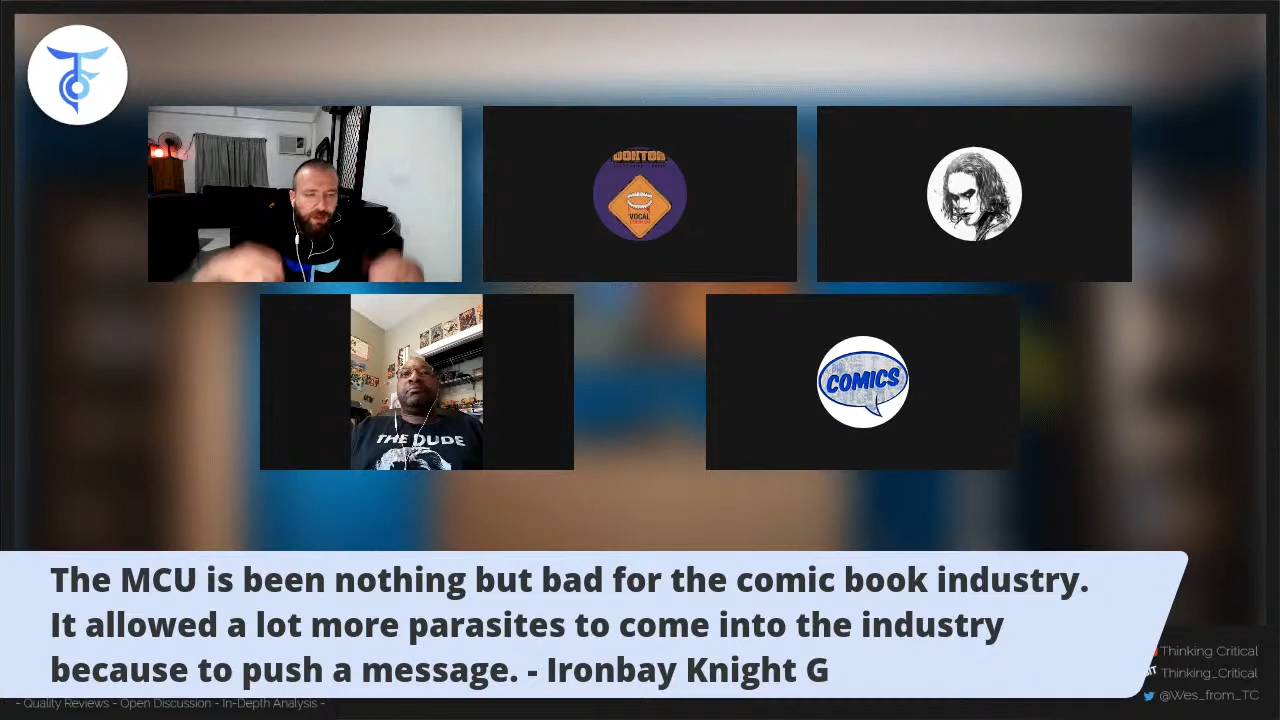 DOKTOR
VOCAL
THE DUDE
COMICS
The MCU is been nothing but bad for the comic book industry.
It allowed a lot more parasites to come into the industry
because to push a message. - Ironbay Knight G
Thinking Critical
Thinking_Critical
@Wes_from_TC
- Quality Reviews - Open Discussion - In-Depth Analysis -